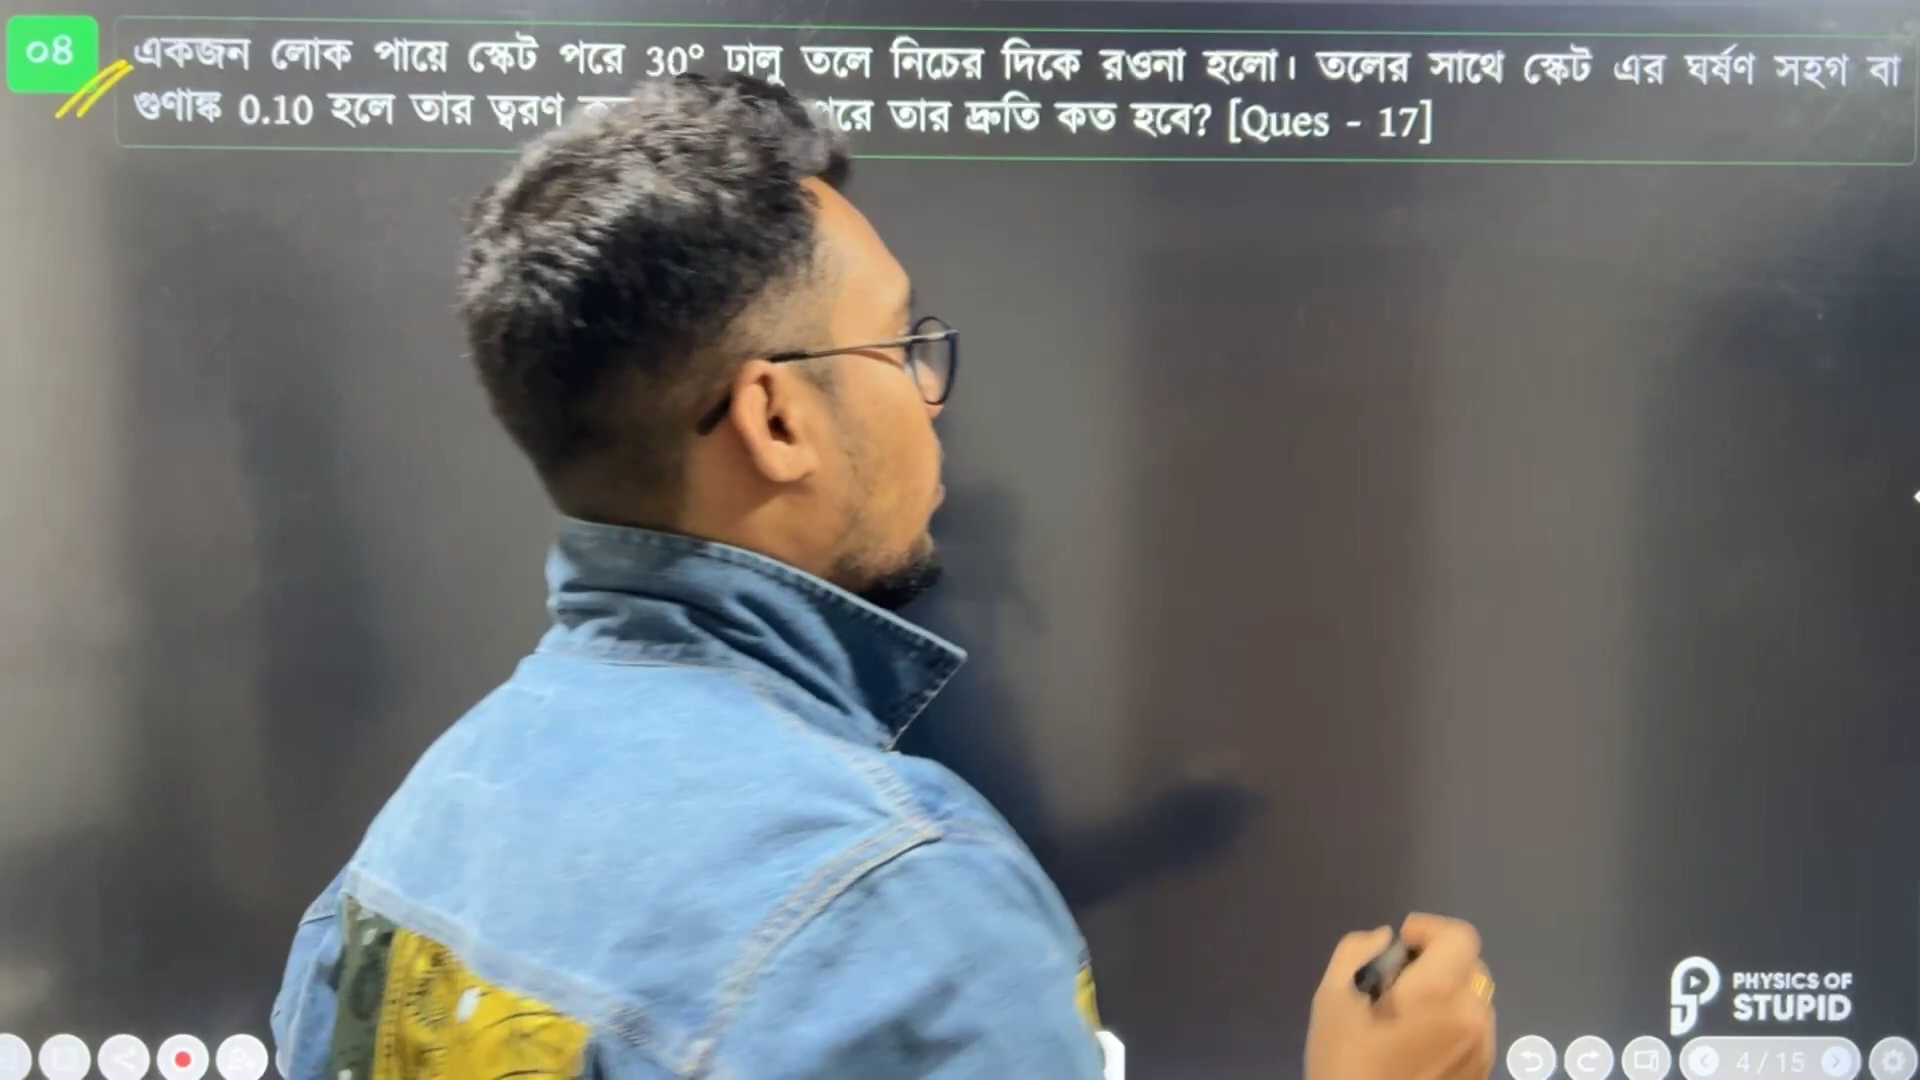 ০৪
একজন লোক পায়ে স্কেট পরে 30° ঢালু তলে নিচের দিকে রওনা হলো। তলের সাথে স্কেট এর ঘর্ষণ সহগ বা
গুণাঙ্ক 0.10 হলে তার ত্বরণ তার দ্রুতি কত হবে? [Ques - 17]
PHYSICS OF
STUPID
4 / 15